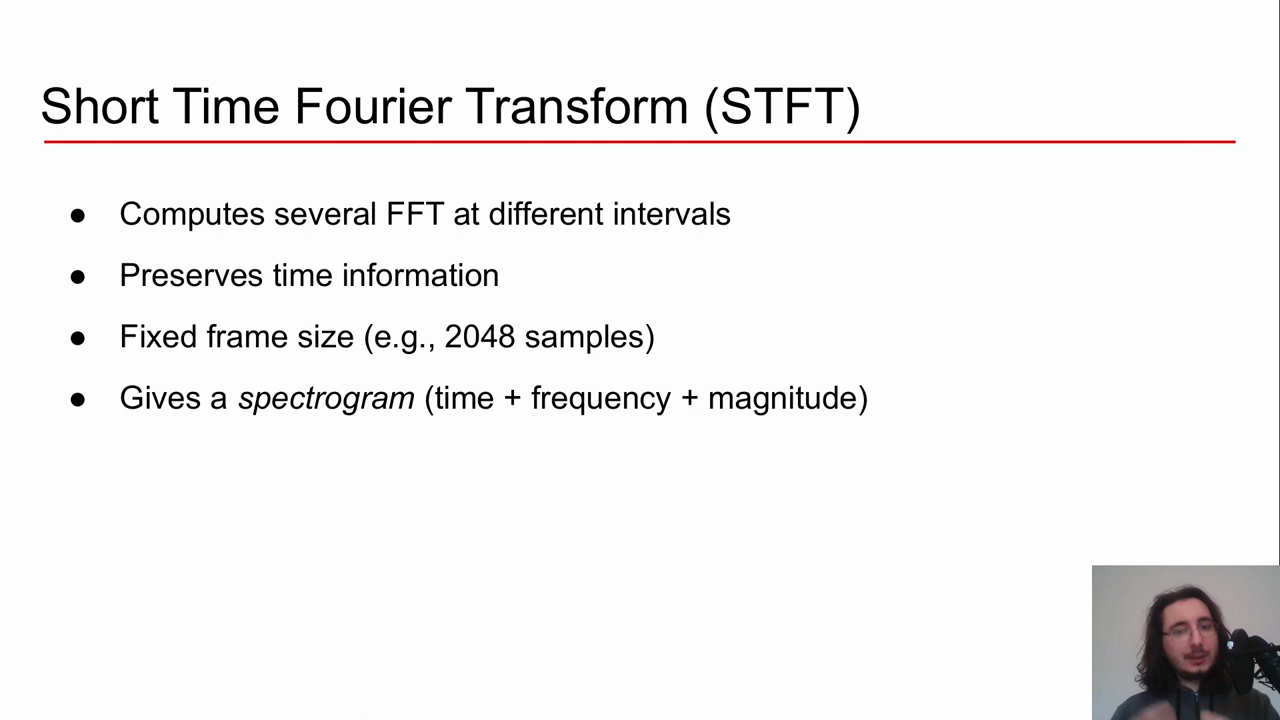 Short Time Fourier Transform (STFT)
● Computes several FFT at different intervals
● Preserves time information
● Fixed frame size (e.g., 2048 samples)
● Gives a spectrogram (time + frequency + magnitude)